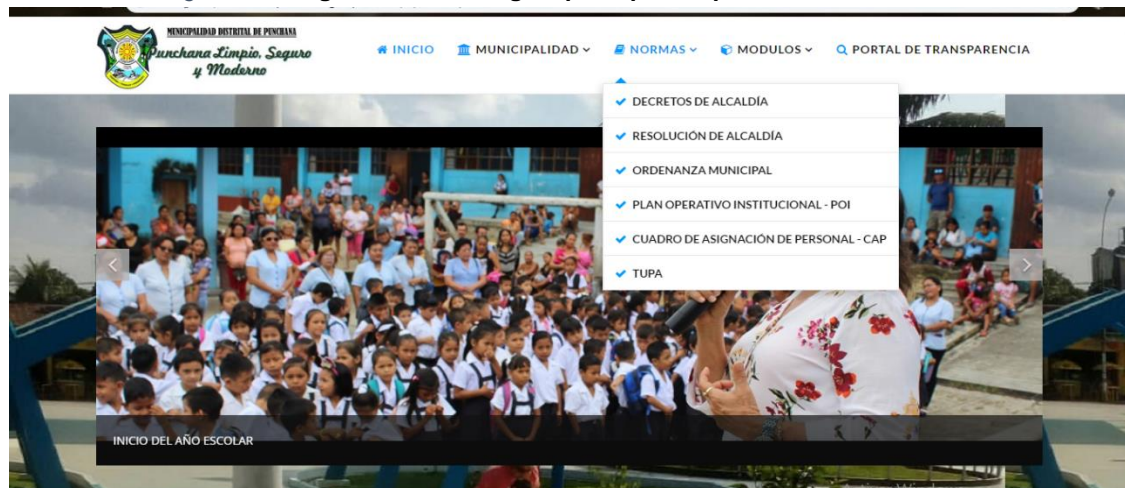 MUNICIPALIDAD DISTRITAL DE PUNCHANA
Punchana Limpio, Seguro
y Moderno
INICIO
MUNICIPALIDAD
NORMAS
MODULOS
PORTAL DE TRANSPARENCIA
DECRETOS DE ALCALDÍA
RESOLUCIÓN DE ALCALDÍA
ORDENANZA MUNICIPAL
PLAN OPERATIVO INSTITUCIONAL - POI
CUADRO DE ASIGNACIÓN DE PERSONAL - CAP
TUPA
INICIO DEL AÑO ESCOLAR